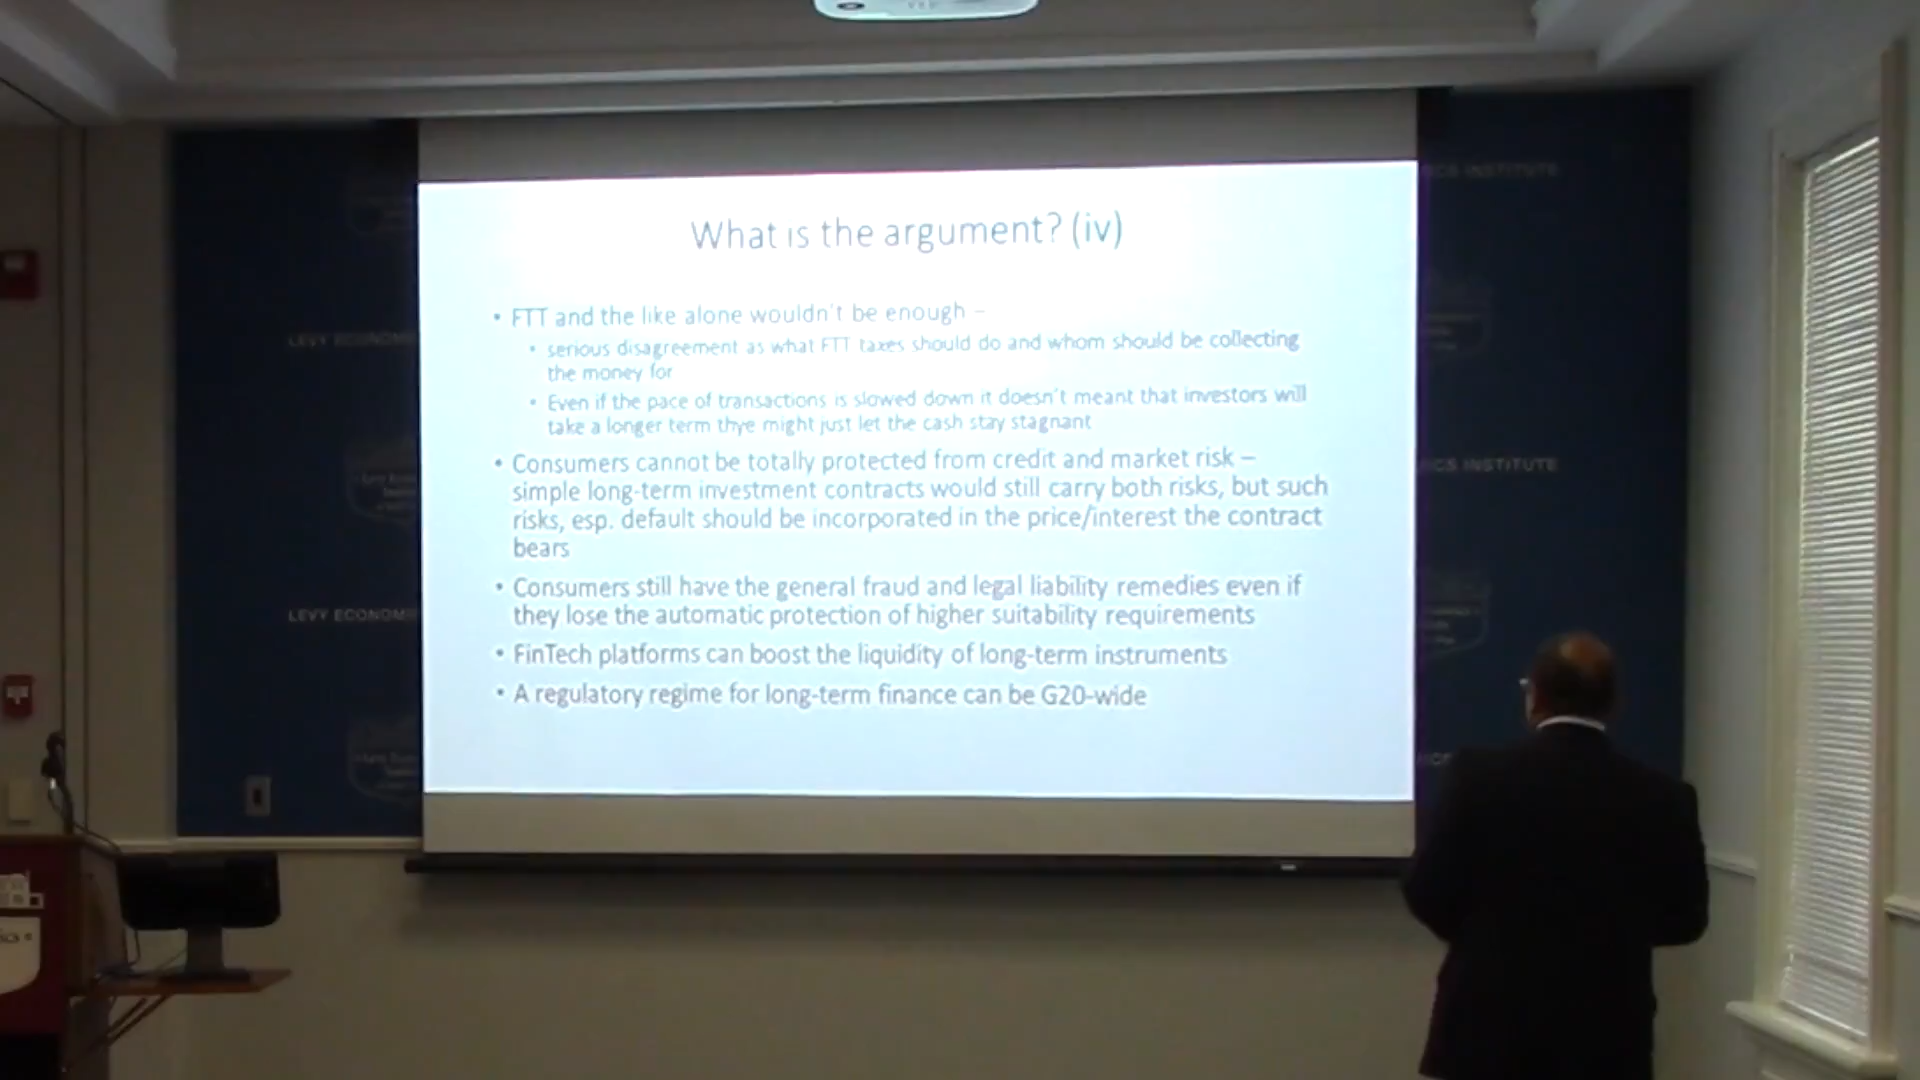 What is the argument? (iv)
• FTT and the like alone wouldn't be enough –
• serious disagreement as what FTT taxes should do and whom should be collecting
the money for
• Even if the pace of transactions is slowed down it doesn't meant that investors will
take a longer term thye might just let the cash stay stagnant
• Consumers cannot be totally protected from credit and market risk –
simple long-term investment contracts would still carry both risks, but such
risks, esp. default should be incorporated in the price/interest the contract
bears
• Consumers still have the general fraud and legal liability remedies even if
they lose the automatic protection of higher suitability requirements
• FinTech platforms can boost the liquidity of long-term instruments
• A regulatory regime for long-term finance can be G20-wide
ICS INSTITUTE
LEVY ECONOM
ICS INSTITUTE
LEVY ECONOM